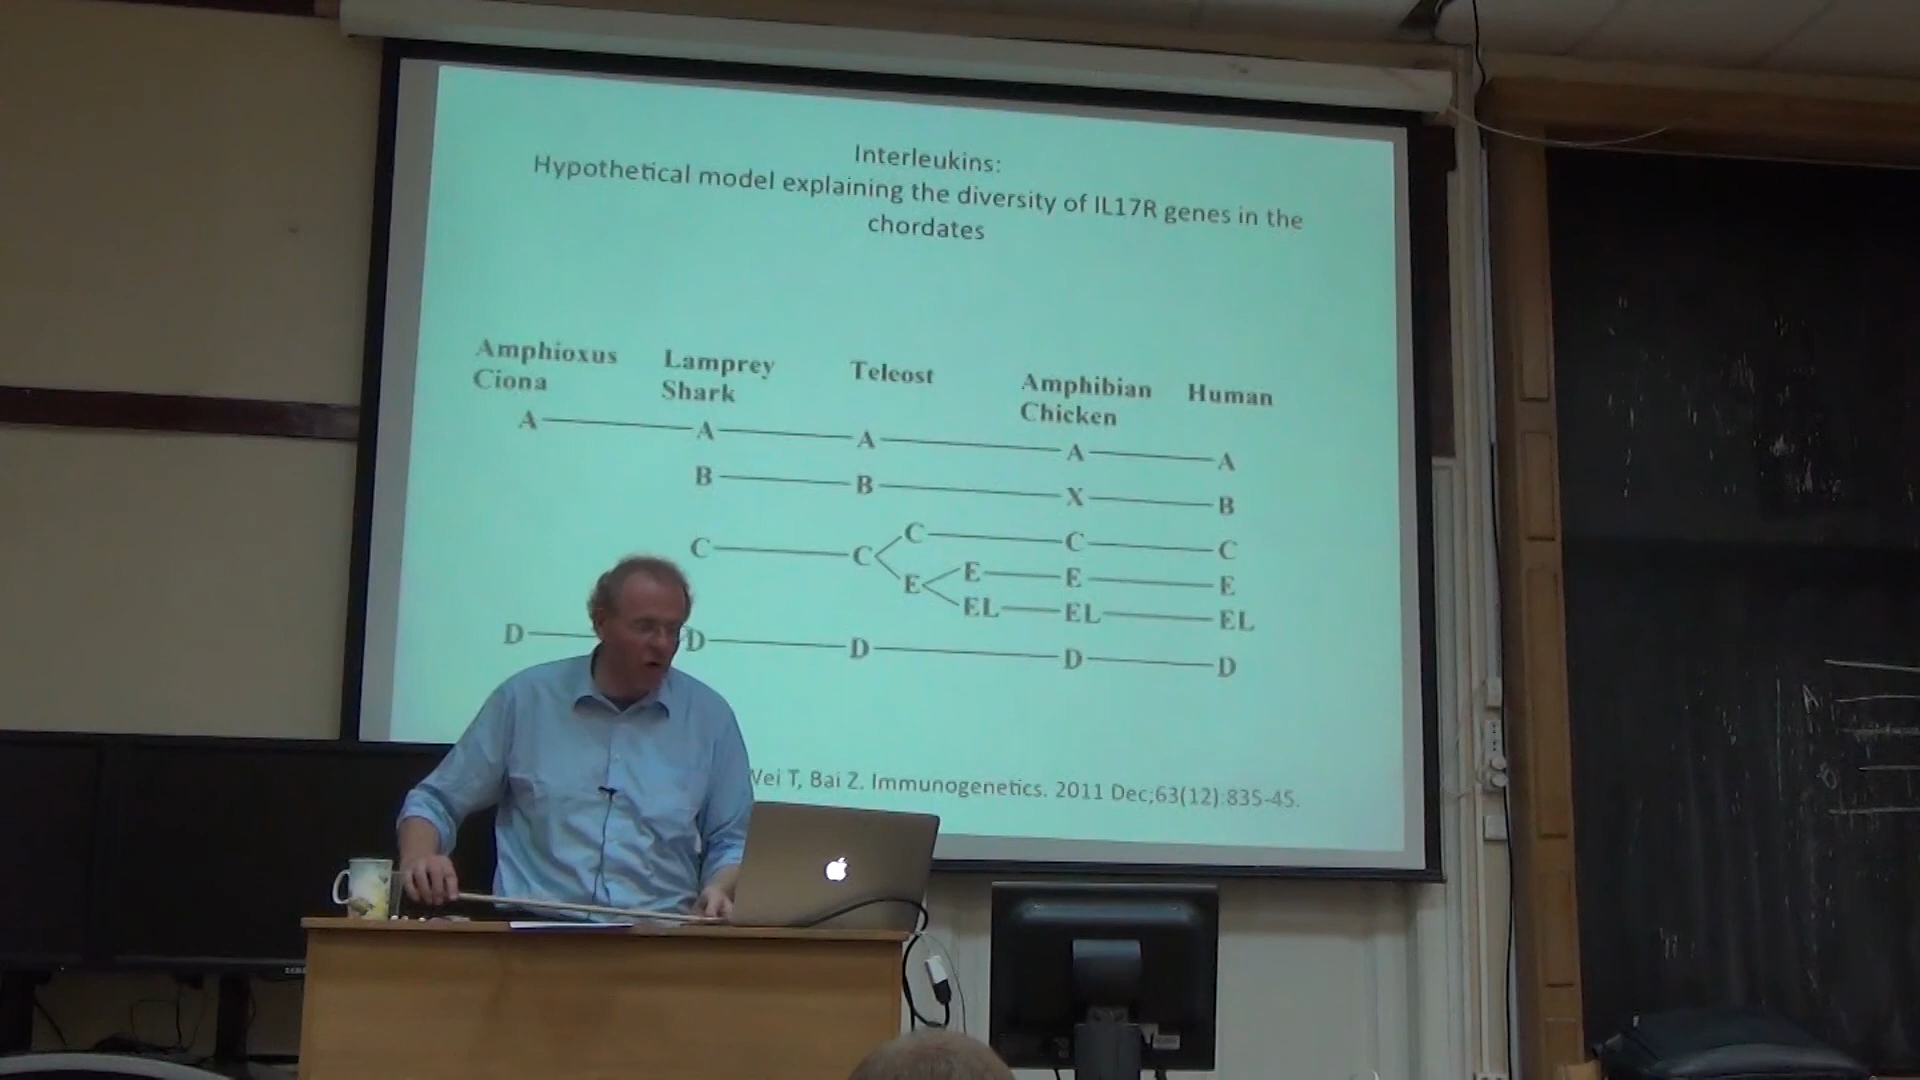 Interleukins:
Hypothetical model explaining the diversity of IL17R genes in the
chordates
Amphioxus
Ciona
Lamprey
Shark
Teleost
Amphibian
Chicken
Human
A A A A A
B B X B
C C C C C
E E E E
EL EL EL
D D D D D
Wei T, Bai Z. Immunogenetics. 2011 Dec;63(12):835-45.